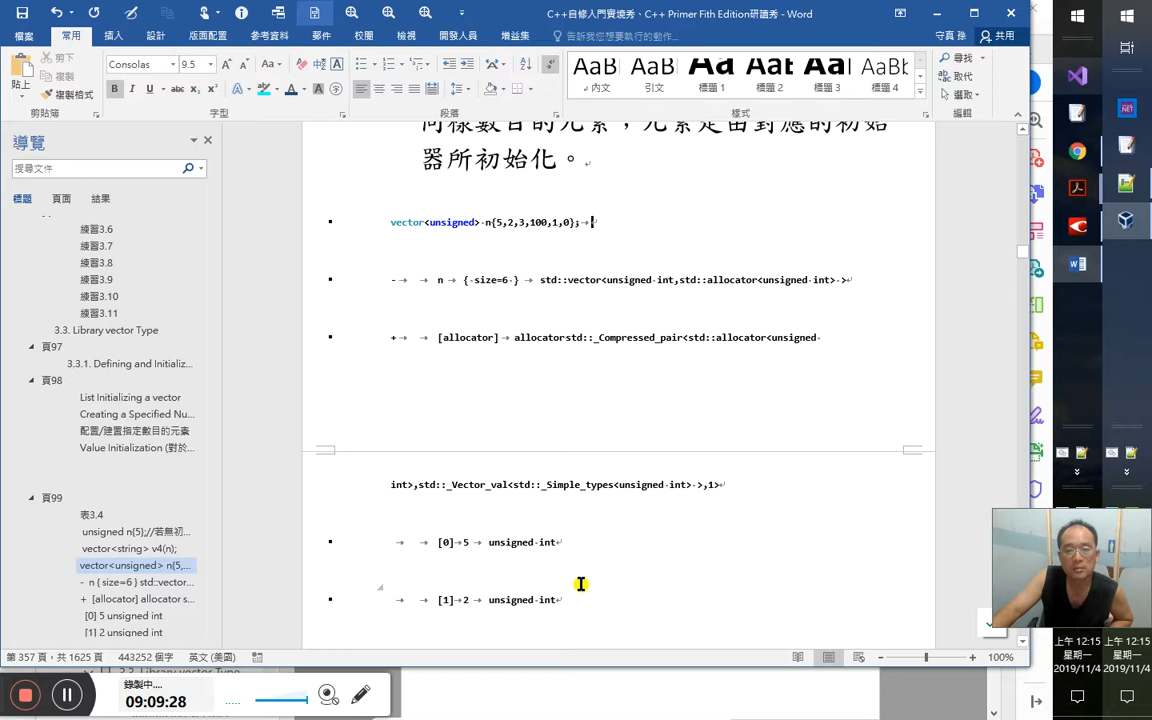 C++自修入門實境秀、C++ Primer Fith Edition研讀秀 - Word
檔案 常用 插入 設計 版面配置 參考資料 郵件 校閱 檢視 開發人員 增益集 告訴我您想要執行的動作... 守真 孫 共用
貼上 剪下 複製 複製格式
Consolas 9.5
AaB AaB Aa AaB AaB AaBb
內文 引文 標題 1 標題 2 標題 3 標題 4
尋找 取代 選取
剪貼簿 字型 段落 樣式 編輯
導覽
搜尋文件
標題 頁面 結果
練習3.6
練習3.7
練習3.8
練習3.9
練習3.10
練習3.11
3.3. Library vector Type
頁97
3.3.1. Defining and Initializ...
頁98
List Initializing a vector
Creating a Specified Nu...
配置/建置指定數目的元素
Value Initialization (對於...
頁99
表3.4
unsigned n{5};//若無初...
vector<string> v4(n);
vector<unsigned> n{5,...
- n { size=6 } std::vector...
+ [allocator] allocator s...
[0] 5 unsigned int
[1] 2 unsigned int
同樣數目的元素，元素是由對應的初始
器所初始化。
vector<unsigned> n{5,2,3,100,1,0};
- n { size=6 } std::vector<unsigned int,std::allocator<unsigned int> >
+ [allocator] allocator std::_Compressed_pair<std::allocator<unsigned
int>,std::_Vector_val<std::_Simple_types<unsigned int> >,1>
[0] 5 unsigned int
[1] 2 unsigned int
第 357 頁，共 1625 頁 443252 個字 英文 (美國) 100%
錄製中...
09:09:28
上午 12:15 上午 12:15
星期一 星期一
2019/11/4 2019/11/4